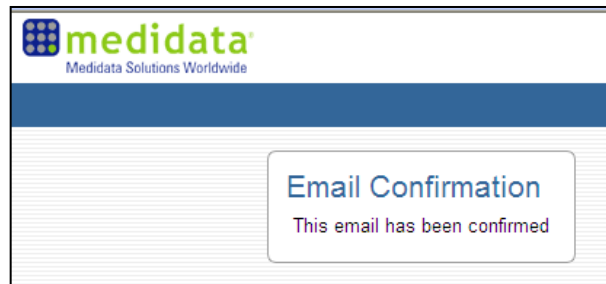 medidata
Medidata Solutions Worldwide
Email Confirmation
This email has been confirmed